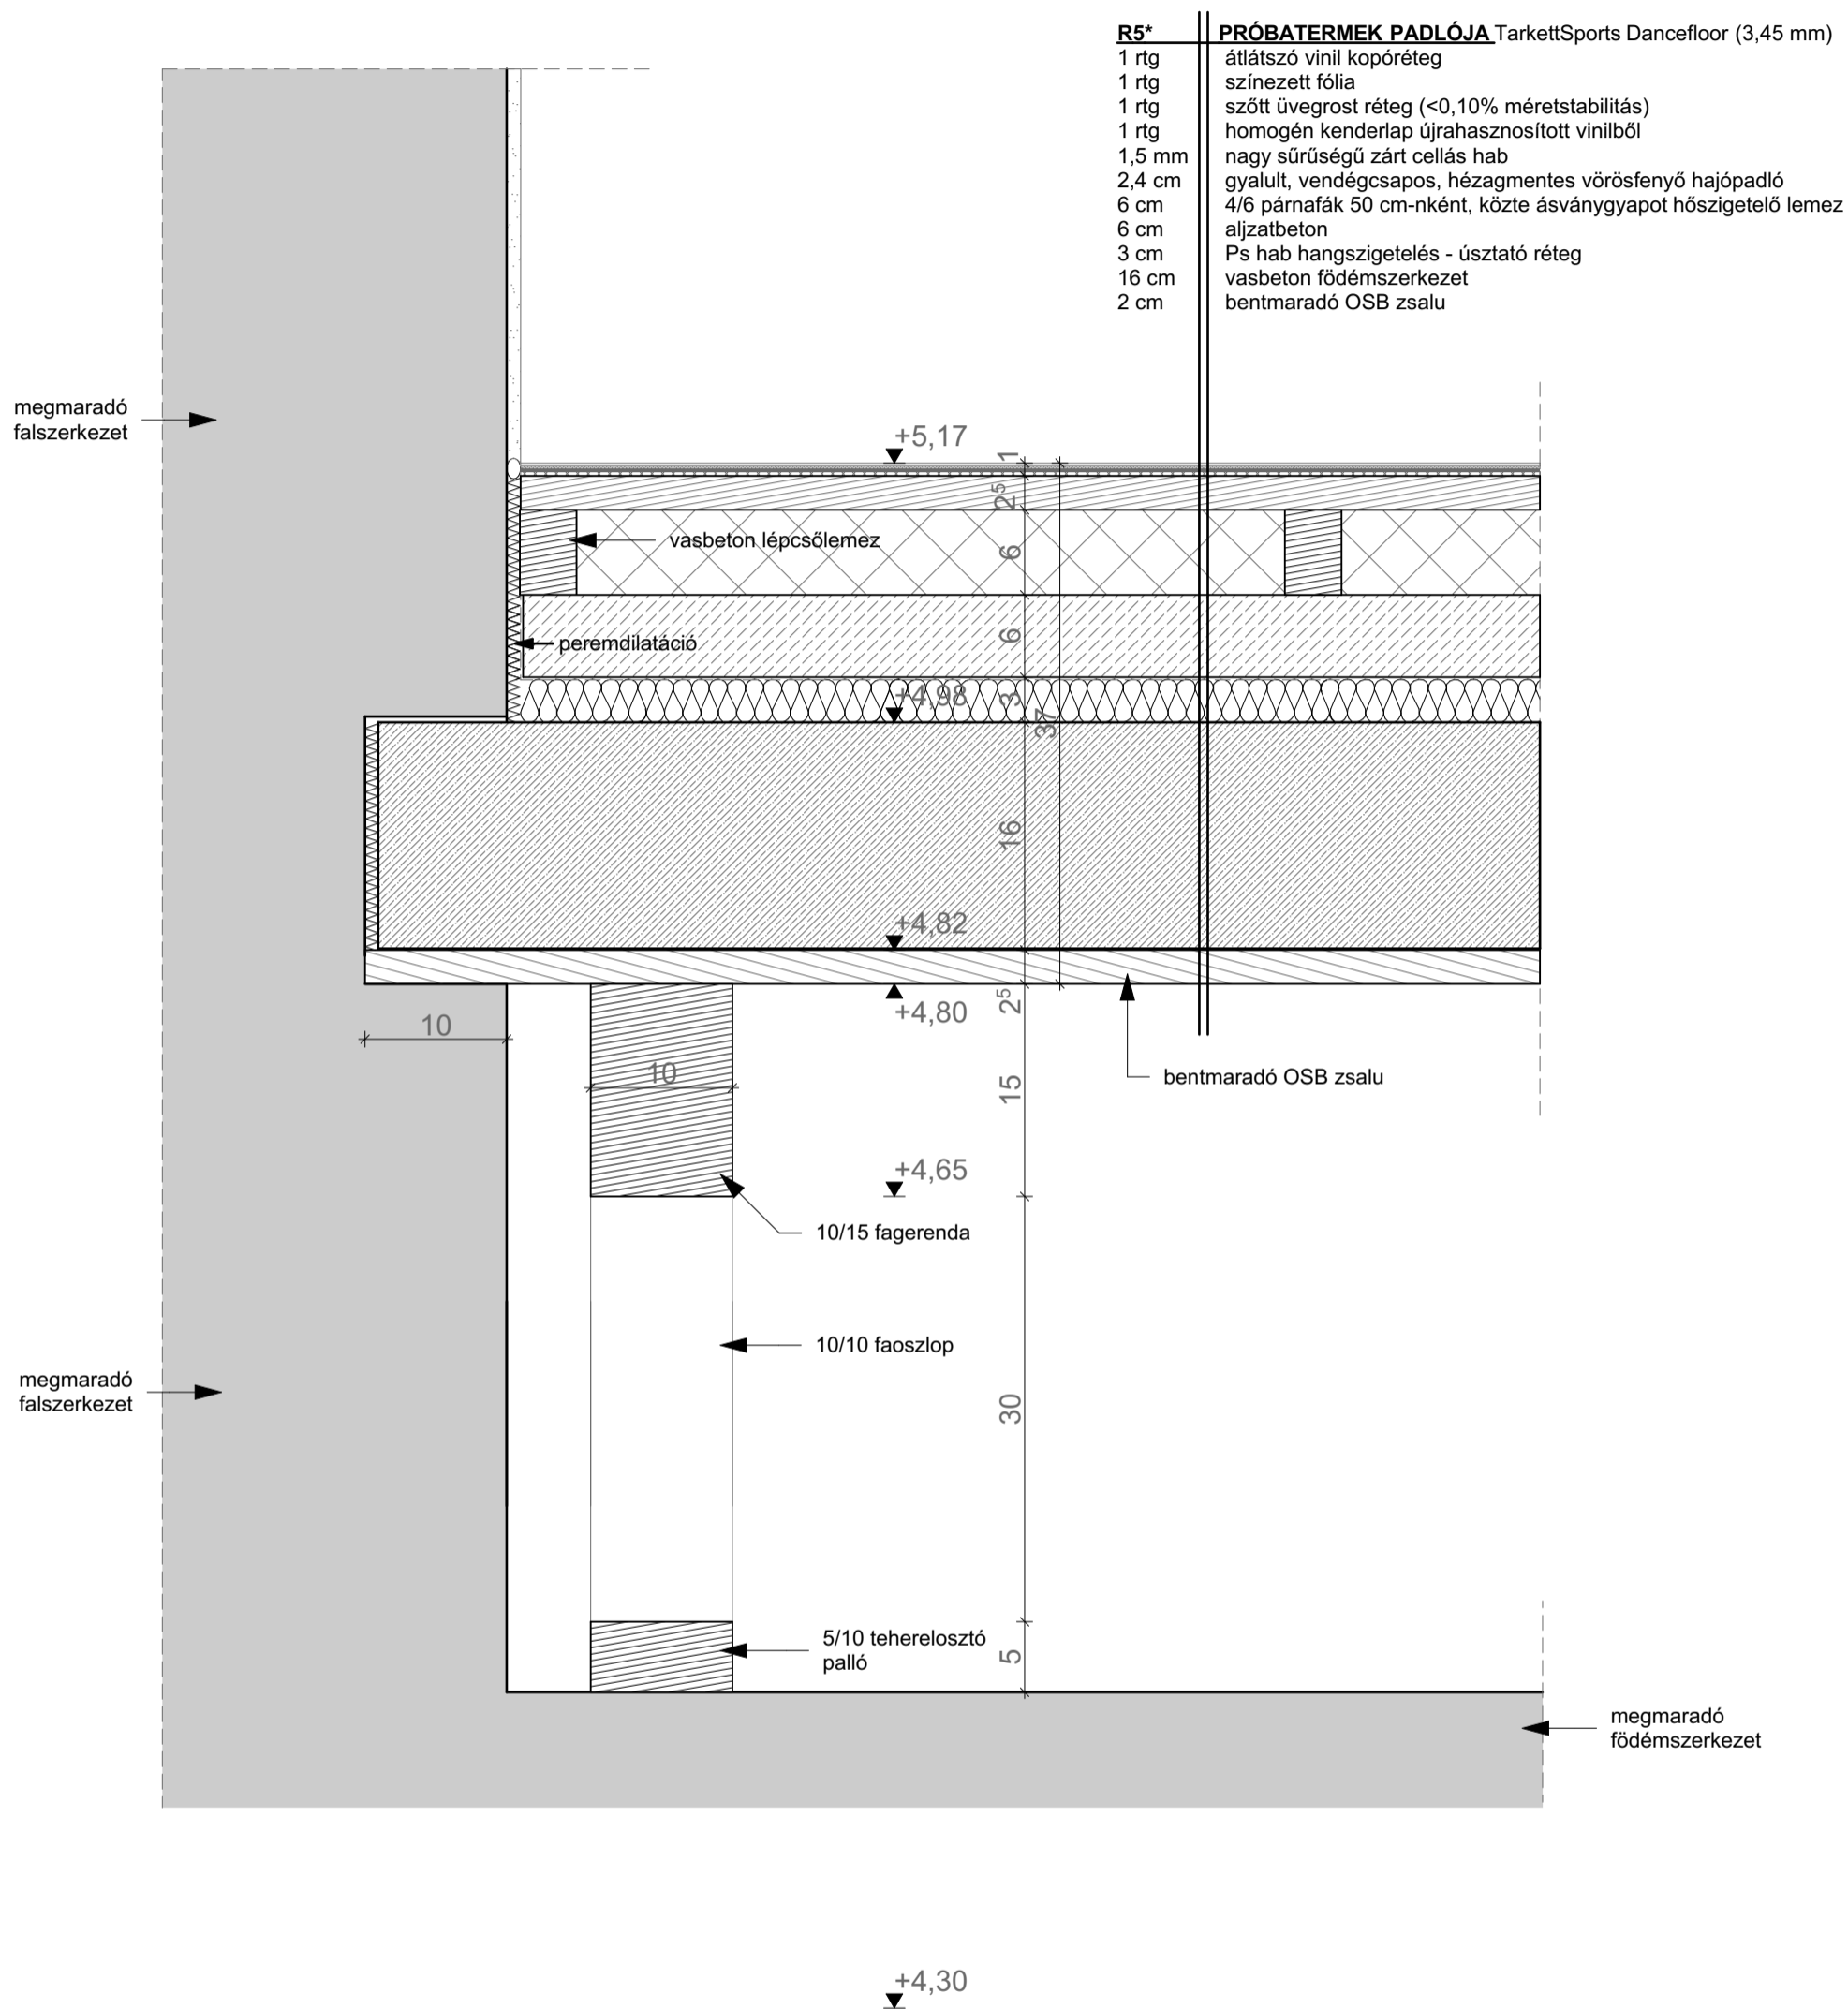 R5* PRÓBATERMEK PADLÓJA TarkettSports Dancefloor (3,45 mm)
1 rtg átlátszó vinil kopóréteg
1 rtg színezett fólia
1 rtg szőtt üvegrost réteg (<0,10% méretstabilitás)
1 rtg homogén kenderlap újrahasznosított vinilből
1,5 mm nagy sűrűségű zárt cellás hab
2,4 cm gyalult, vendégcsapos, hézagmentes vörösfenyő hajópadló
6 cm 4/6 párnafák 50 cm-nként, közte ásványgyapot hőszigetelő lemez
6 cm aljzatbeton
3 cm Ps hab hangszigetelés - úsztató réteg
16 cm vasbeton födémszerkezet
2 cm bentmaradó OSB zsalu
megmaradó
falszerkezet
+5,17
1
2⁵
vasbeton lépcsőlemez
6
peremdilatáció
6
+4,98
3
37
16
+4,82
+4,80
2⁵
10
10
15
bentmaradó OSB zsalu
+4,65
10/15 fagerenda
10/10 faoszlop
megmaradó
falszerkezet
30
5/10 teherelosztó
palló
5
megmaradó
födémszerkezet
+4,30